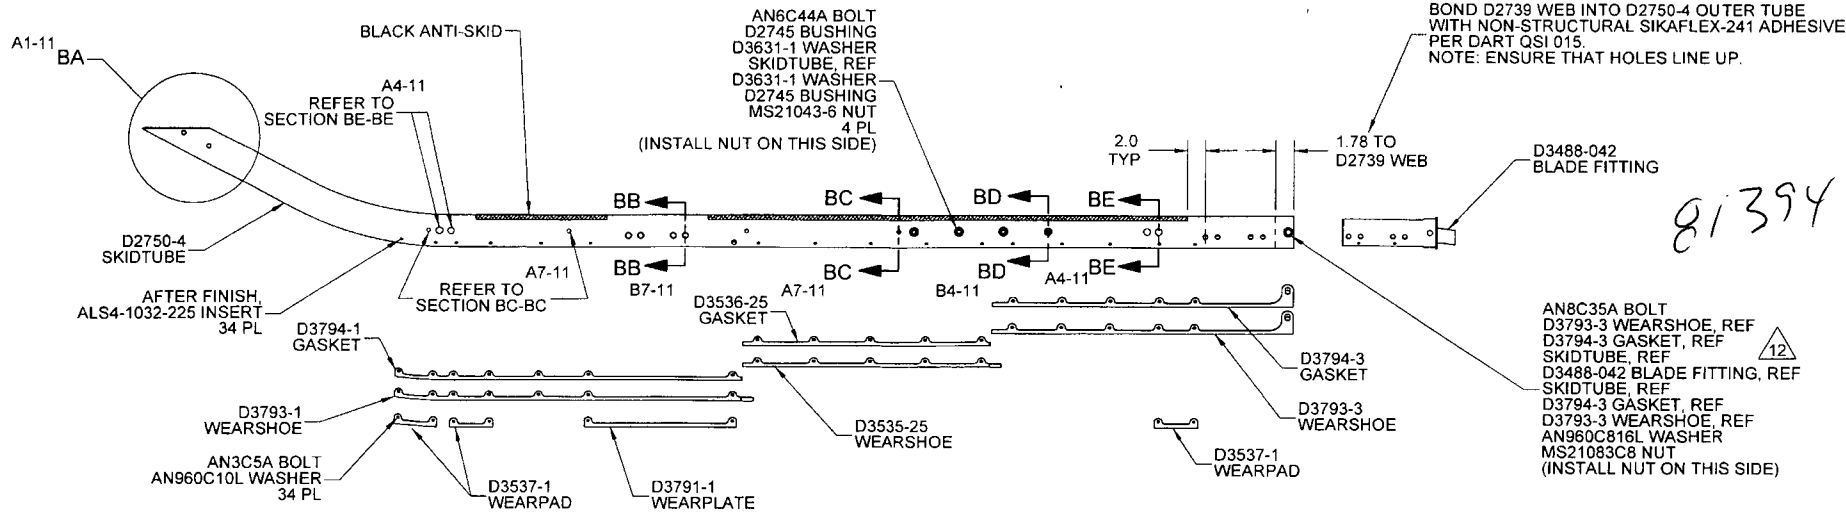 A1-11
BA
BLACK ANTI-SKID
A4-11
REFER TO
SECTION BE-BE
AN6C44A BOLT
D2745 BUSHING
D3631-1 WASHER
SKIDTUBE, REF
D3631-1 WASHER
D2745 BUSHING
MS21043-6 NUT
4 PL
(INSTALL NUT ON THIS SIDE)
BOND D2739 WEB INTO D2750-4 OUTER TUBE
WITH NON-STRUCTURAL SIKAFLEX-241 ADHESIVE
PER DART QSI 015.
NOTE: ENSURE THAT HOLES LINE UP.
2.0
TYP
1.78 TO
D2739 WEB
D3488-042
BLADE FITTING
81394
BB
BC
BD
BE
D2750-4
SKIDTUBE
BB
BC
BD
BE
A7-11
B7-11
A7-11
B4-11
A4-11
REFER TO
SECTION BC-BC
AFTER FINISH,
ALS4-1032-225 INSERT
34 PL
D3794-1
GASKET
D3536-25
GASKET
D3794-3
GASKET
D3793-1
WEARSHOE
D3535-25
WEARSHOE
D3793-3
WEARSHOE
AN3C5A BOLT
AN960C10L WASHER
34 PL
D3537-1
WEARPAD
D3791-1
WEARPLATE
D3537-1
WEARPAD
AN8C35A BOLT
D3793-3 WEARSHOE, REF
D3794-3 GASKET, REF
SKIDTUBE, REF
12
D3488-042 BLADE FITTING, REF
SKIDTUBE, REF
D3794-3 GASKET, REF
D3793-3 WEARSHOE, REF
AN960C816L WASHER
MS21083C8 NUT
(INSTALL NUT ON THIS SIDE)